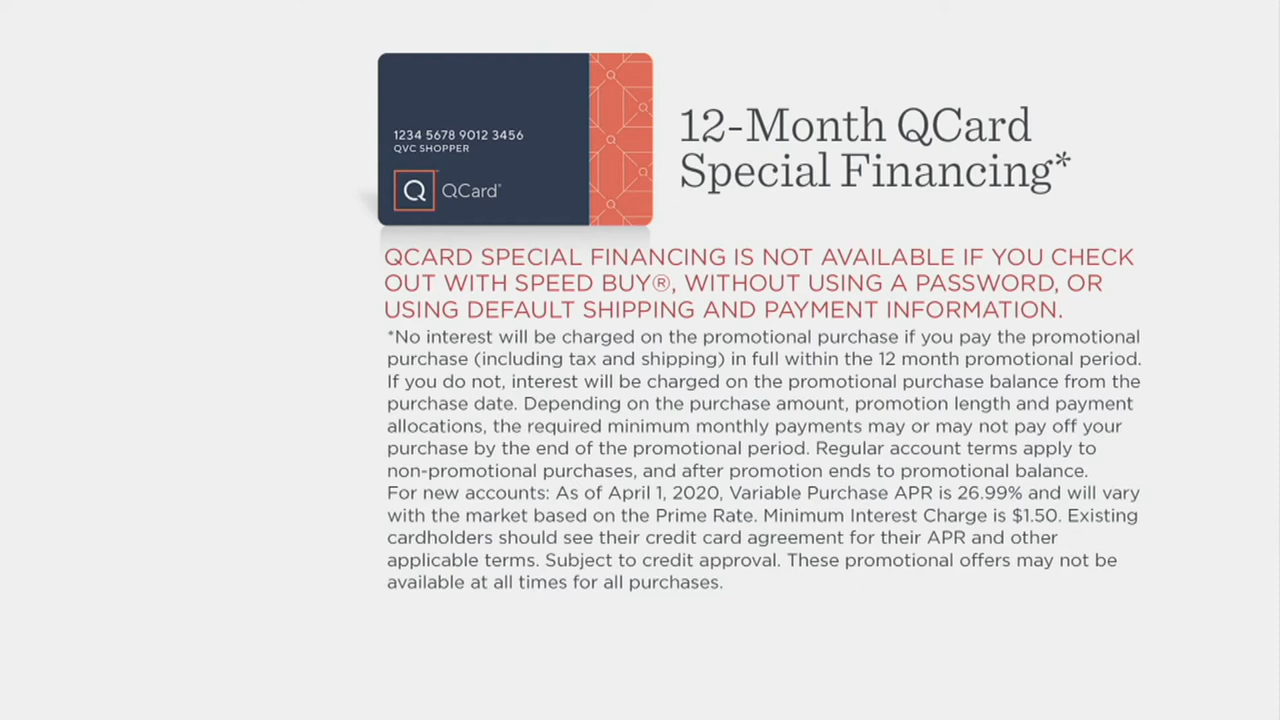 1234 5678 9012 3456
QVC SHOPPER
Q QCard®
12-Month QCard
Special Financing*
QCARD SPECIAL FINANCING IS NOT AVAILABLE IF YOU CHECK
OUT WITH SPEED BUY®, WITHOUT USING A PASSWORD, OR
USING DEFAULT SHIPPING AND PAYMENT INFORMATION.
*No interest will be charged on the promotional purchase if you pay the promotional
purchase (including tax and shipping) in full within the 12 month promotional period.
If you do not, interest will be charged on the promotional purchase balance from the
purchase date. Depending on the purchase amount, promotion length and payment
allocations, the required minimum monthly payments may or may not pay off your
purchase by the end of the promotional period. Regular account terms apply to
non-promotional purchases, and after promotion ends to promotional balance.
For new accounts: As of April 1, 2020, Variable Purchase APR is 26.99% and will vary
with the market based on the Prime Rate. Minimum Interest Charge is $1.50. Existing
cardholders should see their credit card agreement for their APR and other
applicable terms. Subject to credit approval. These promotional offers may not be
available at all times for all purchases.